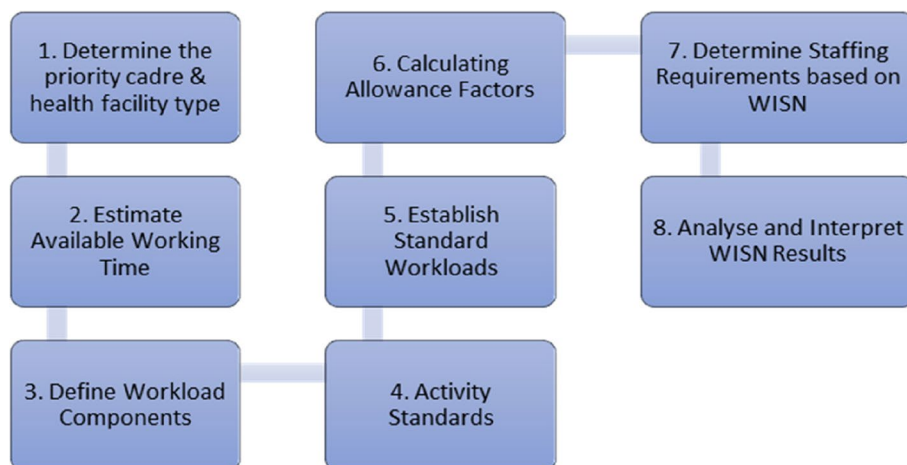 1. Determine the
priority cadre &
health facility type
2. Estimate
Available Working
Time
3. Define Workload
Components
4. Activity
Standards
5. Establish
Standard
Workloads
6. Calculating
Allowance Factors
7. Determine Staffing
Requirements based on
WISN
8. Analyse and Interpret
WISN Results